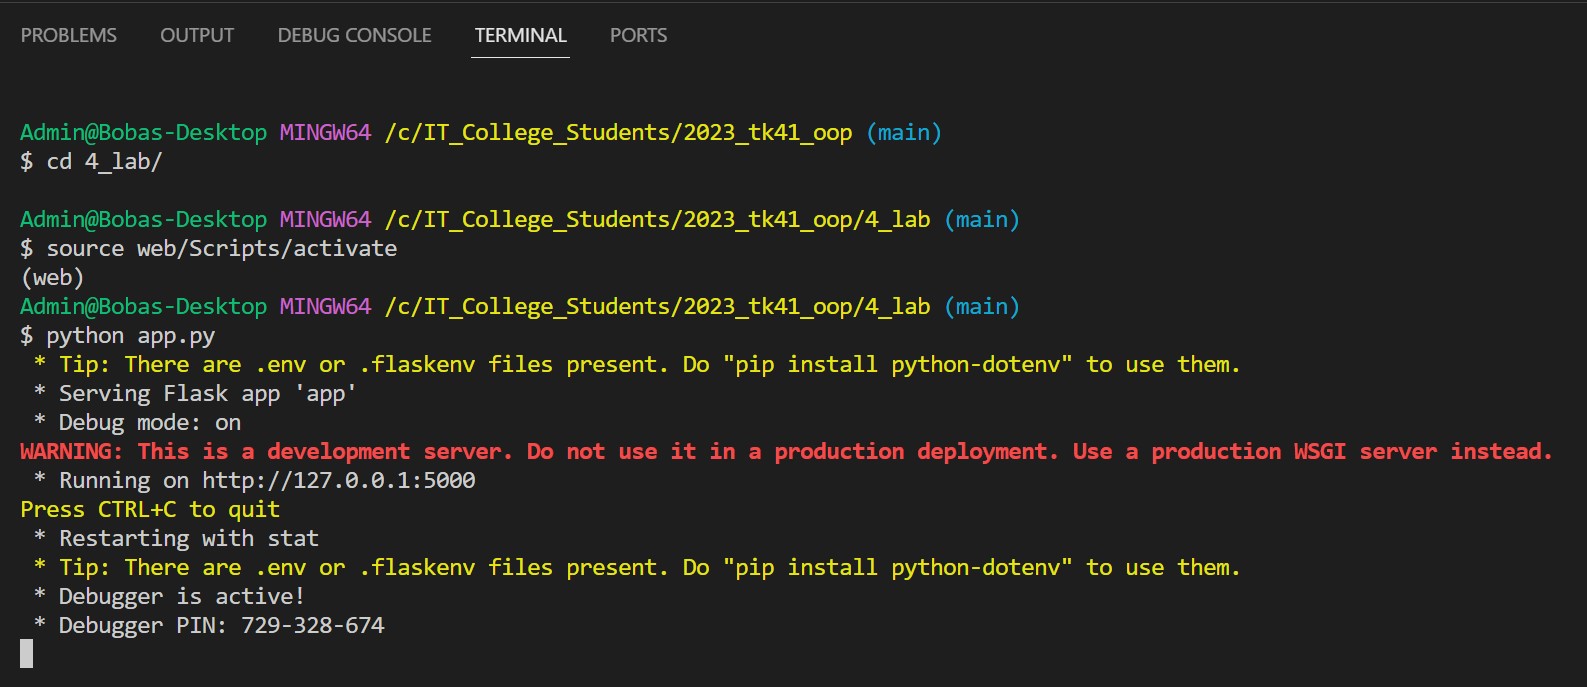 PROBLEMS OUTPUT DEBUG CONSOLE TERMINAL PORTS
Admin@Bobas-Desktop MINGW64 /c/IT_College_Students/2023_tk41_oop (main)
$ cd 4_lab/
Admin@Bobas-Desktop MINGW64 /c/IT_College_Students/2023_tk41_oop/4_lab (main)
$ source web/Scripts/activate
(web)
Admin@Bobas-Desktop MINGW64 /c/IT_College_Students/2023_tk41_oop/4_lab (main)
$ python app.py
 * Tip: There are .env or .flaskenv files present. Do "pip install python-dotenv" to use them.
 * Serving Flask app 'app'
 * Debug mode: on
WARNING: This is a development server. Do not use it in a production deployment. Use a production WSGI server instead.
 * Running on http://127.0.0.1:5000
Press CTRL+C to quit
 * Restarting with stat
 * Tip: There are .env or .flaskenv files present. Do "pip install python-dotenv" to use them.
 * Debugger is active!
 * Debugger PIN: 729-328-674